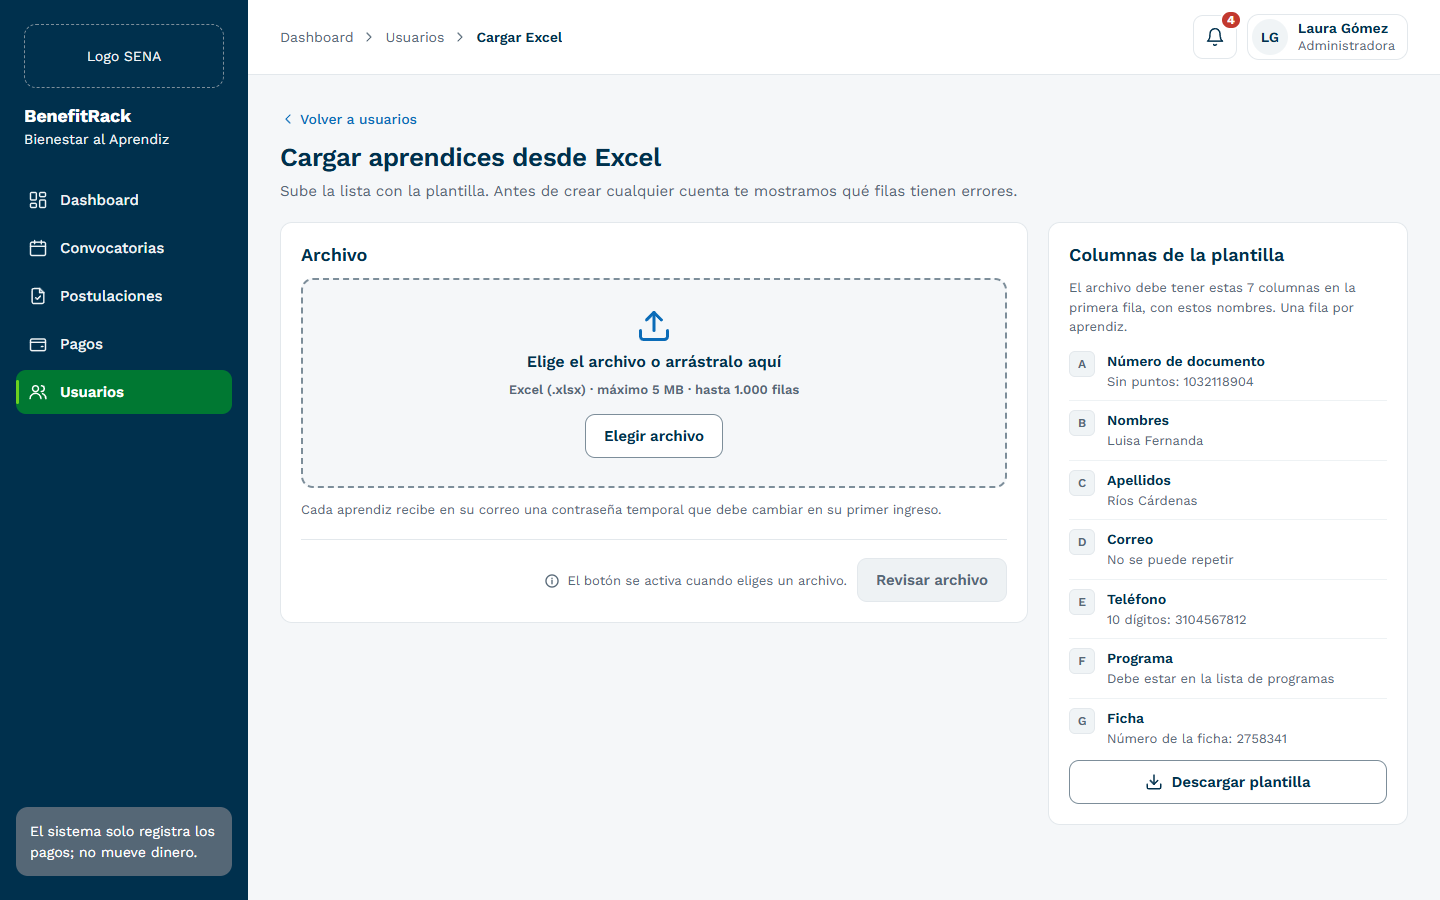 Logo SENA
BenefitRack
Bienestar al Aprendiz
Dashboard
Convocatorias
Postulaciones
Pagos
Usuarios
El sistema solo registra los
pagos; no mueve dinero.
Dashboard > Usuarios > Cargar Excel
4
LG
Laura Gómez
Administradora
Volver a usuarios
Cargar aprendices desde Excel
Sube la lista con la plantilla. Antes de crear cualquier cuenta te mostramos qué filas tienen errores.
Archivo
Elige el archivo o arrástralo aquí
Excel (.xlsx) · máximo 5 MB · hasta 1.000 filas
Elegir archivo
Cada aprendiz recibe en su correo una contraseña temporal que debe cambiar en su primer ingreso.
El botón se activa cuando eliges un archivo.
Revisar archivo
Columnas de la plantilla
El archivo debe tener estas 7 columnas en la
primera fila, con estos nombres. Una fila por
aprendiz.
A
Número de documento
Sin puntos: 1032118904
B
Nombres
Luisa Fernanda
C
Apellidos
Ríos Cárdenas
D
Correo
No se puede repetir
E
Teléfono
10 dígitos: 3104567812
F
Programa
Debe estar en la lista de programas
G
Ficha
Número de la ficha: 2758341
Descargar plantilla